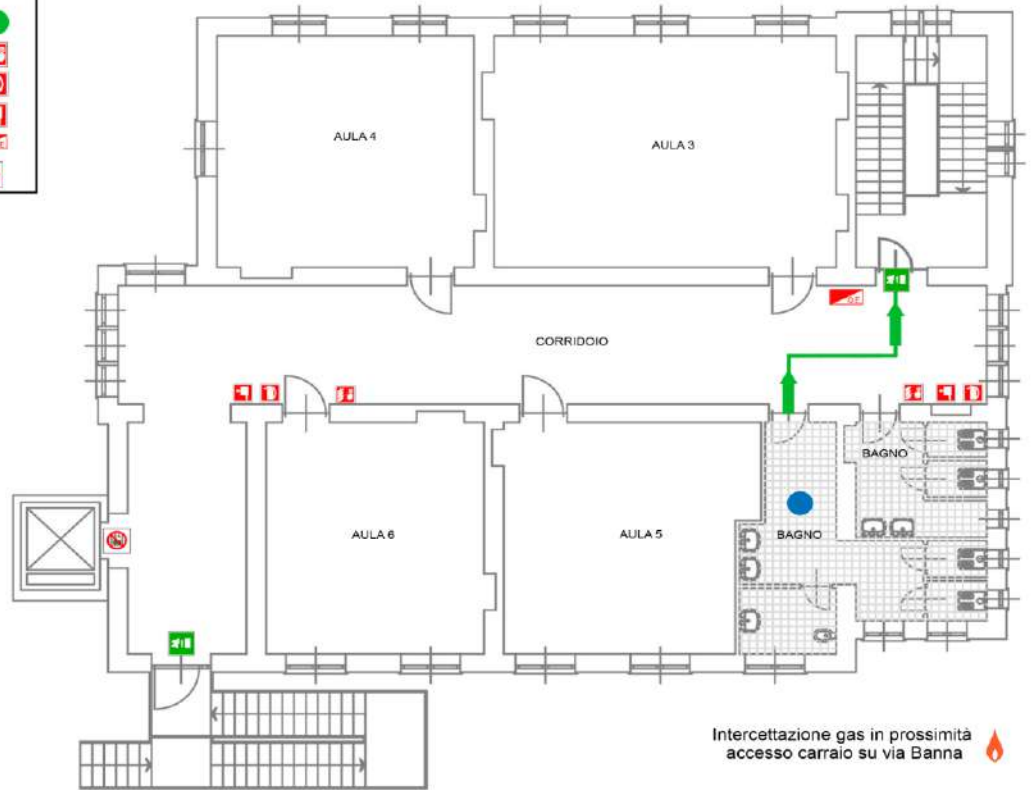 AULA 4
AULA 3
CORRIDOIO
BAGNO
AULA 6
AULA 5
BAGNO
Intercettazione gas in prossimità
accesso carraio su via Banna